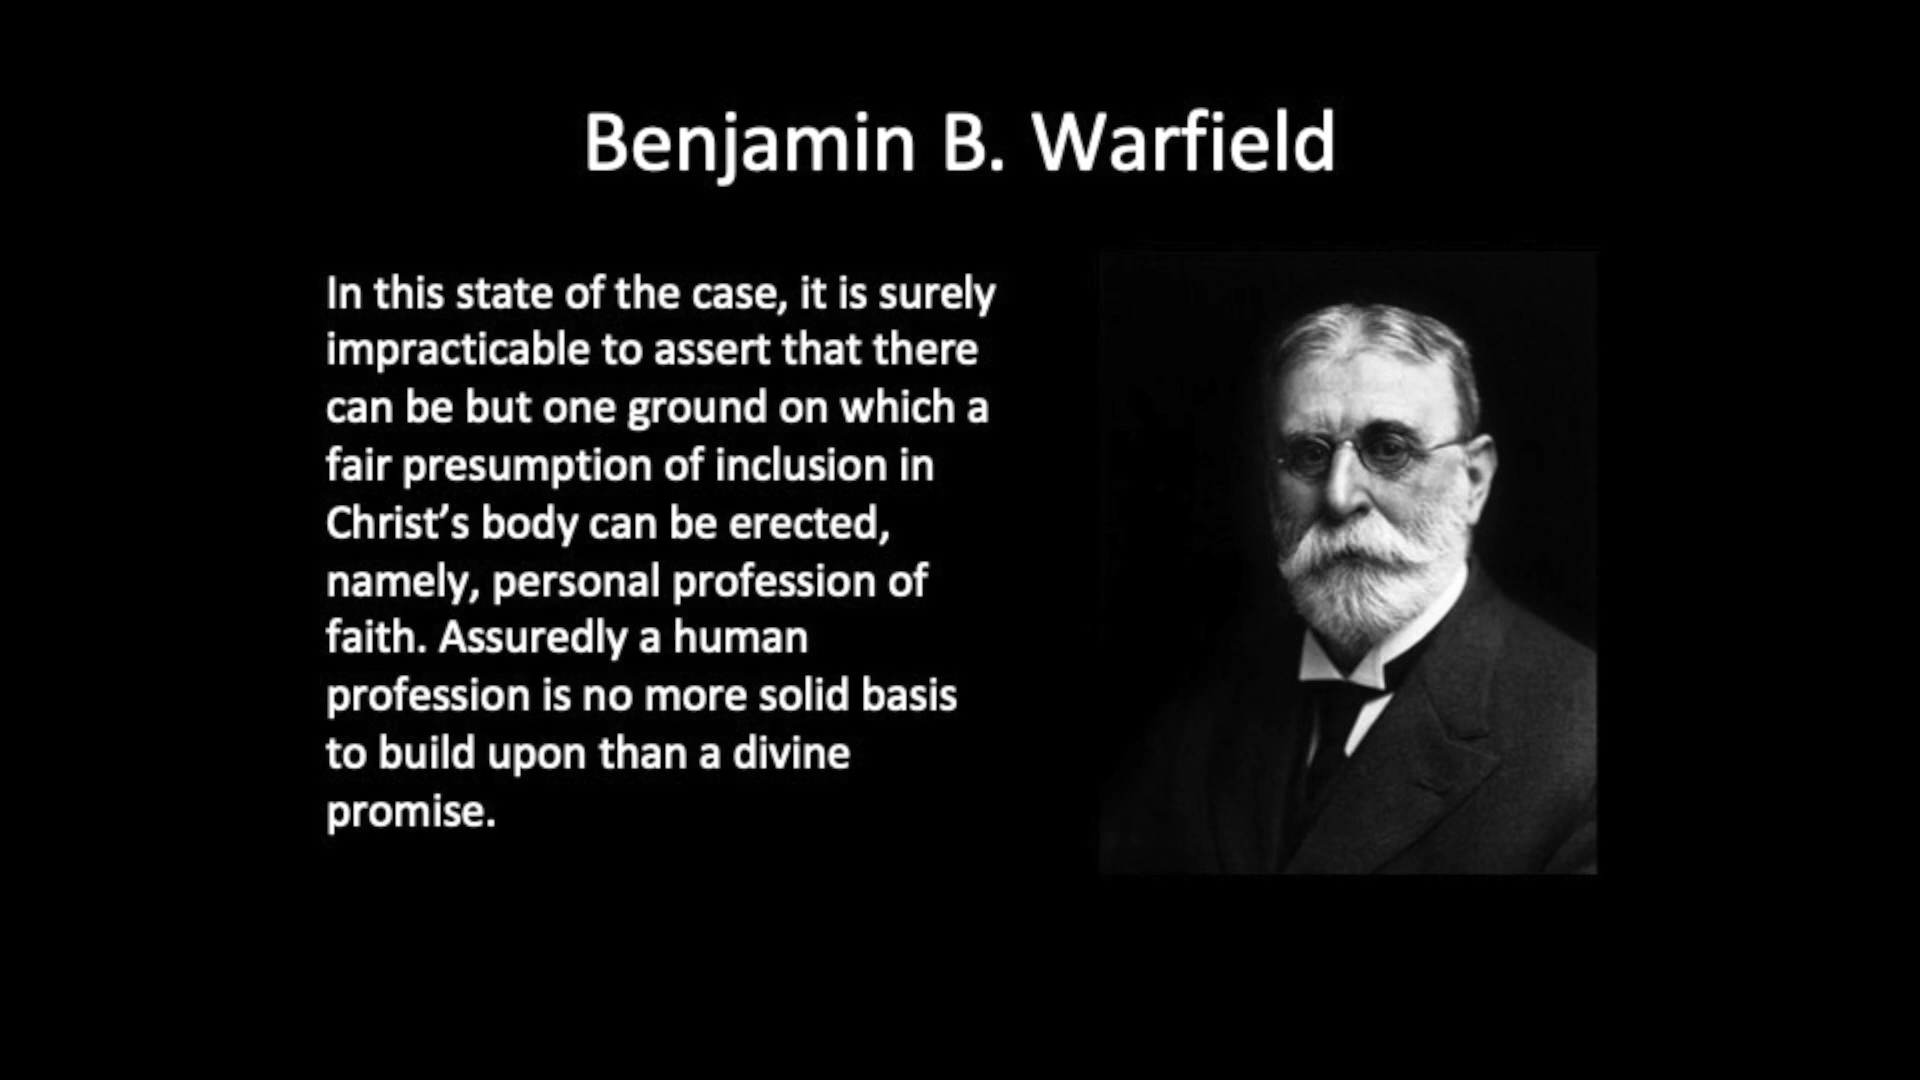 Benjamin B. Warfield
In this state of the case, it is surely
impracticable to assert that there
can be but one ground on which a
fair presumption of inclusion in
Christ’s body can be erected,
namely, personal profession of
faith. Assuredly a human
profession is no more solid basis
to build upon than a divine
promise.